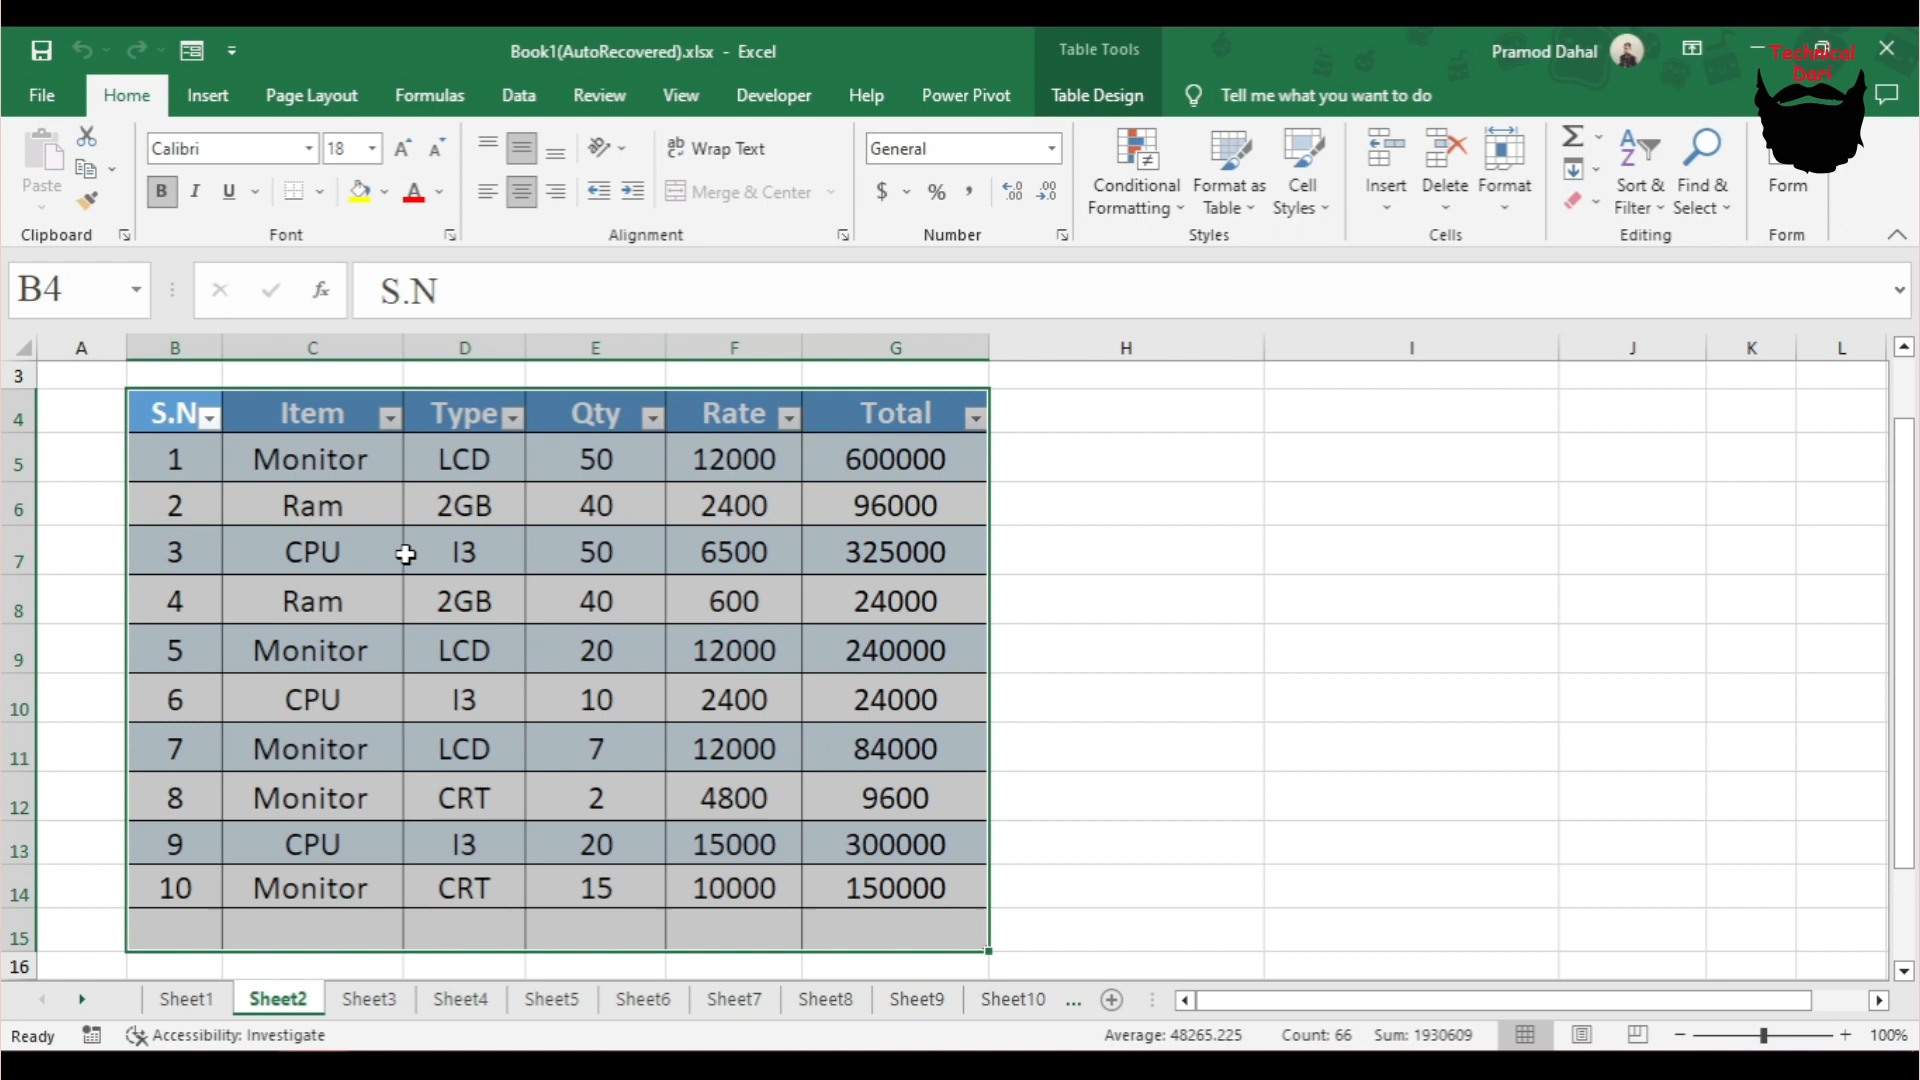 Book1(AutoRecovered).xlsx - Excel
Table Tools
Pramod Dahal
Technical
Dari
File Home Insert Page Layout Formulas Data Review View Developer Help Power Pivot Table Design Tell me what you want to do
Paste
Calibri 18
B I U
ab Wrap Text
Merge & Center
General
$ % ,
Conditional Formatting
Format as Table
Cell Styles
Insert Delete Format
Sort & Filter
Find & Select
Form
Clipboard Font Alignment Number Styles Cells Editing Form
B4 fx S.N
A B C D E F G H I J K L
3
4 S.N Item Type Qty Rate Total
5 1 Monitor LCD 50 12000 600000
6 2 Ram 2GB 40 2400 96000
7 3 CPU I3 50 6500 325000
8 4 Ram 2GB 40 600 24000
9 5 Monitor LCD 20 12000 240000
10 6 CPU I3 10 2400 24000
11 7 Monitor LCD 7 12000 84000
12 8 Monitor CRT 2 4800 9600
13 9 CPU I3 20 15000 300000
14 10 Monitor CRT 15 10000 150000
15
16
Sheet1 Sheet2 Sheet3 Sheet4 Sheet5 Sheet6 Sheet7 Sheet8 Sheet9 Sheet10 ...
Ready Accessibility: Investigate Average: 48265.225 Count: 66 Sum: 1930609 100%